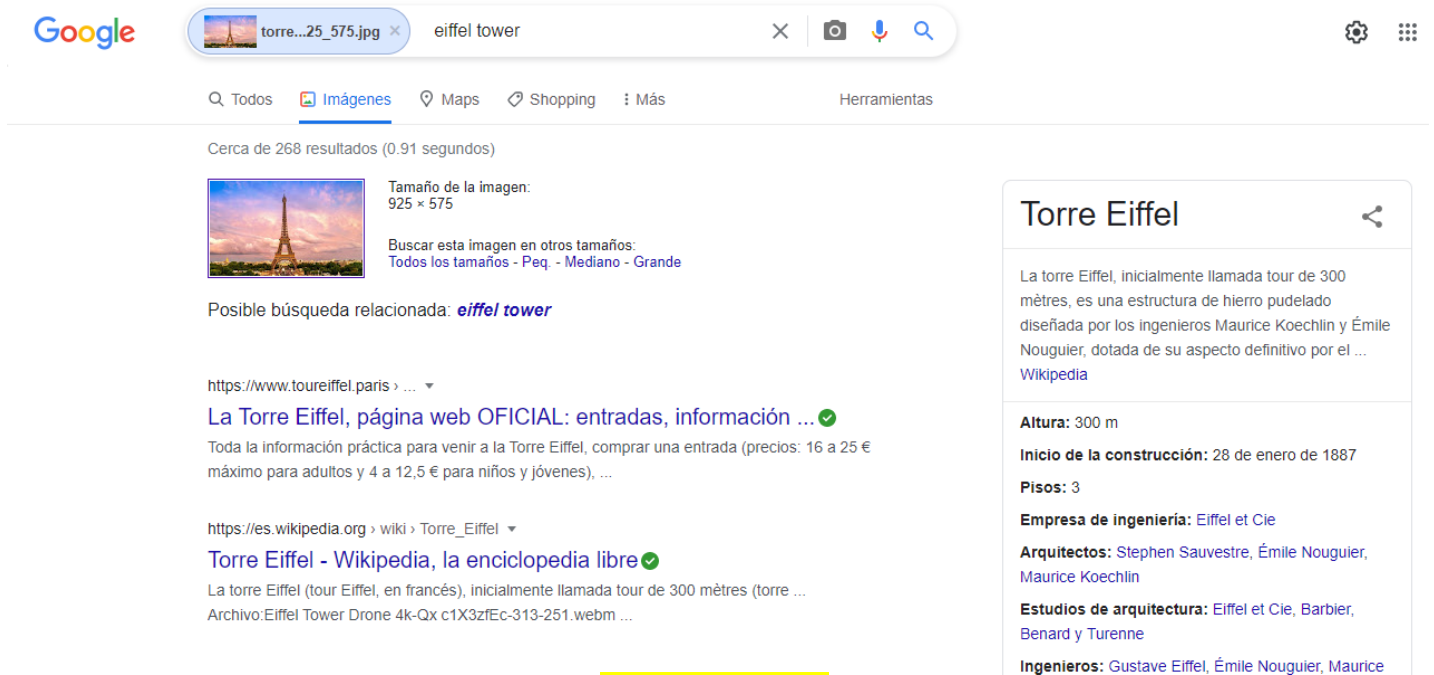 Google
torre...25_575.jpg × eiffel tower
Todos Imágenes Maps Shopping Más Herramientas
Cerca de 268 resultados (0.91 segundos)
Tamaño de la imagen:
925 × 575
Buscar esta imagen en otros tamaños:
Todos los tamaños - Peq. - Mediano - Grande
Posible búsqueda relacionada: eiffel tower
https://www.toureiffel.paris › ...
La Torre Eiffel, página web OFICIAL: entradas, información ...
Toda la información práctica para venir a la Torre Eiffel, comprar una entrada (precios: 16 a 25 €
máximo para adultos y 4 a 12,5 € para niños y jóvenes), ...
https://es.wikipedia.org › wiki › Torre_Eiffel
Torre Eiffel - Wikipedia, la enciclopedia libre
La torre Eiffel (tour Eiffel, en francés), inicialmente llamada tour de 300 mètres (torre ...
Archivo:Eiffel Tower Drone 4k-Qx c1X3zfEc-313-251.webm ...
Torre Eiffel
La torre Eiffel, inicialmente llamada tour de 300
mètres, es una estructura de hierro pudelado
diseñada por los ingenieros Maurice Koechlin y Émile
Nouguier, dotada de su aspecto definitivo por el ...
Wikipedia
Altura: 300 m
Inicio de la construcción: 28 de enero de 1887
Pisos: 3
Empresa de ingeniería: Eiffel et Cie
Arquitectos: Stephen Sauvestre, Émile Nouguier,
Maurice Koechlin
Estudios de arquitectura: Eiffel et Cie, Barbier,
Benard y Turenne
Ingenieros: Gustave Eiffel, Émile Nouguier, Maurice